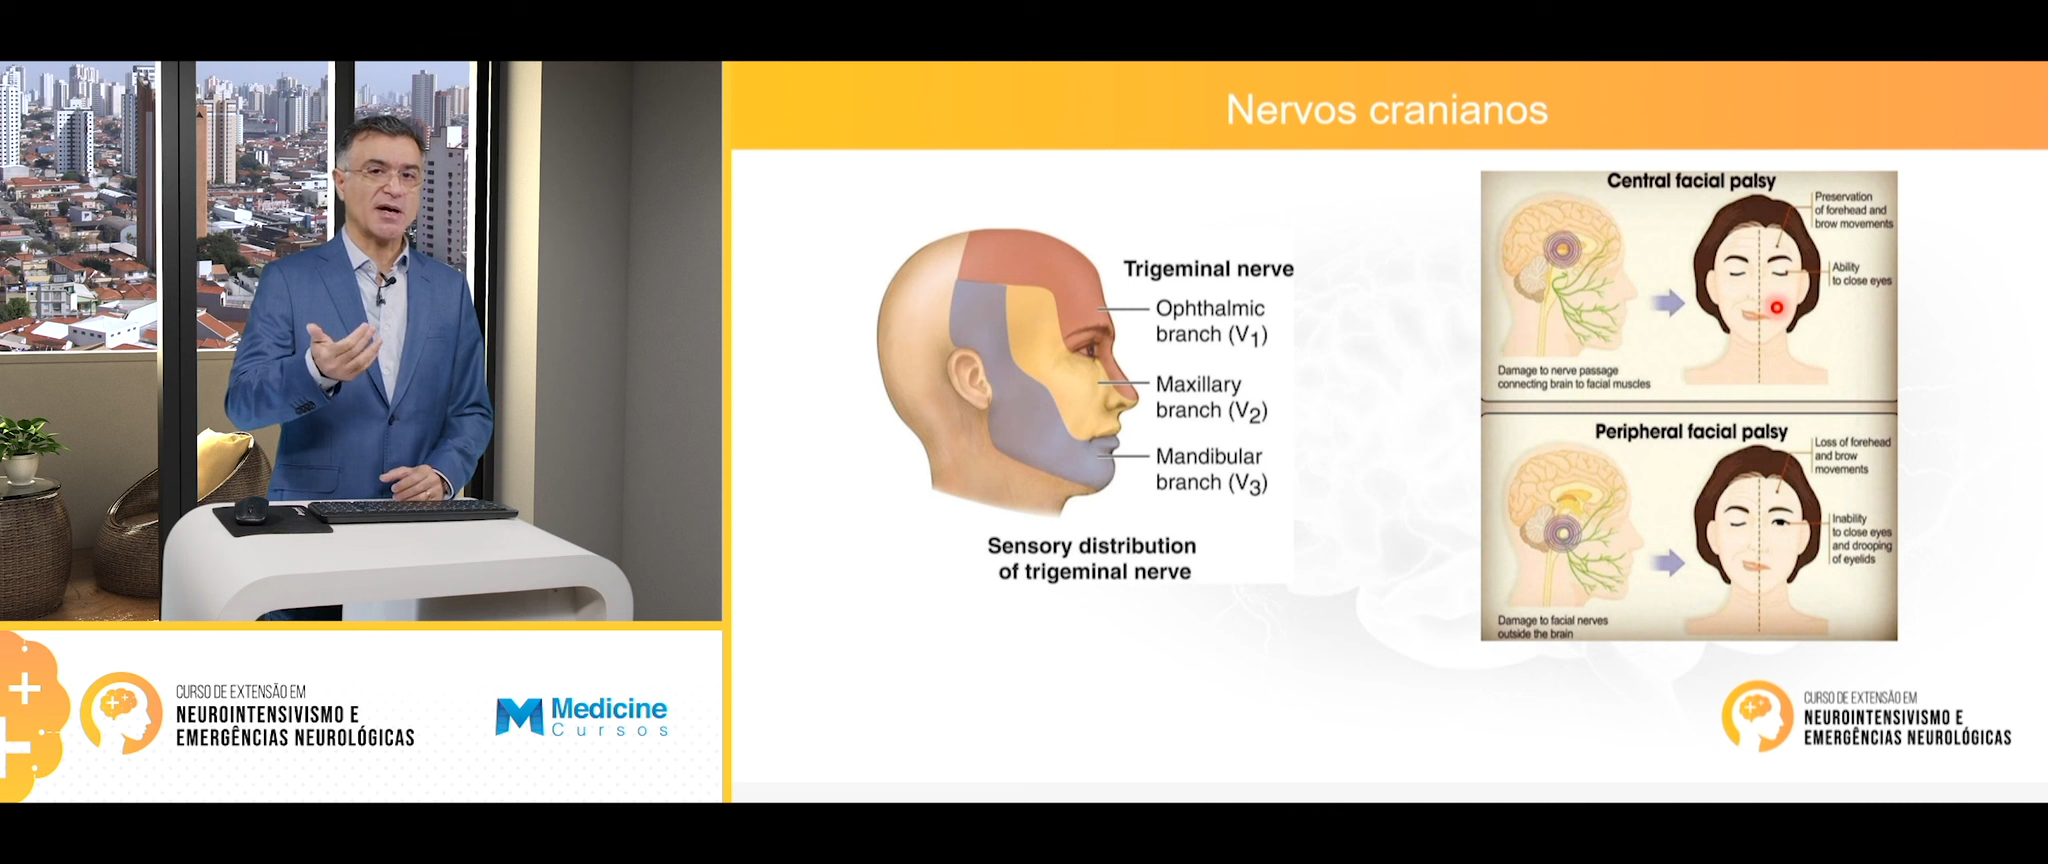 Nervos cranianos
Trigeminal nerve
Ophthalmic
branch (V1)
Maxillary
branch (V2)
Mandibular
branch (V3)
Sensory distribution
of trigeminal nerve
Central facial palsy
Preservation
of forehead and
brow movements
Ability
to close eyes
Damage to nerve passage
connecting brain to facial muscles
Peripheral facial palsy
Loss of forehead
and brow
movements
Inability
to close eyes
and drooping
of eyelids
Damage to facial nerves
outside the brain
CURSO DE EXTENSÃO EM
NEUROINTENSIVISMO E
EMERGÊNCIAS NEUROLÓGICAS
Medicine
Cursos
CURSO DE EXTENSÃO EM
NEUROINTENSIVISMO E
EMERGÊNCIAS NEUROLÓGICAS